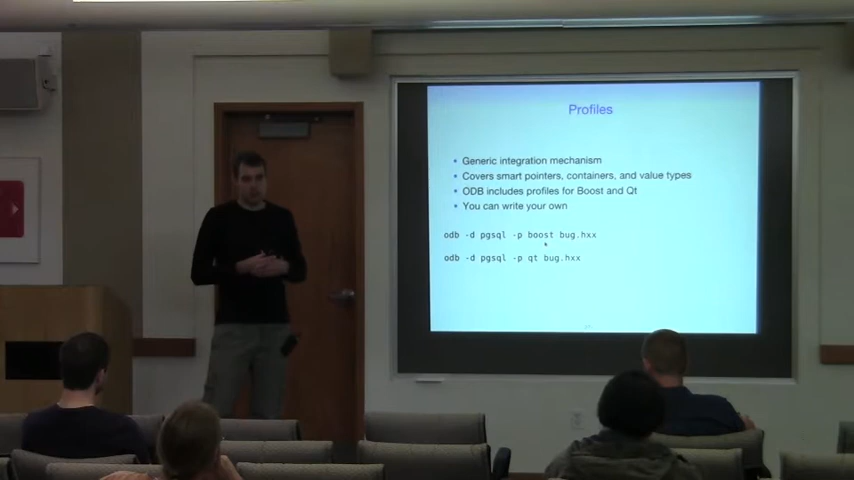 Profiles
• Generic integration mechanism
• Covers smart pointers, containers, and value types
• ODB includes profiles for Boost and Qt
• You can write your own
odb -d pgsql -p boost bug.hxx
odb -d pgsql -p qt bug.hxx